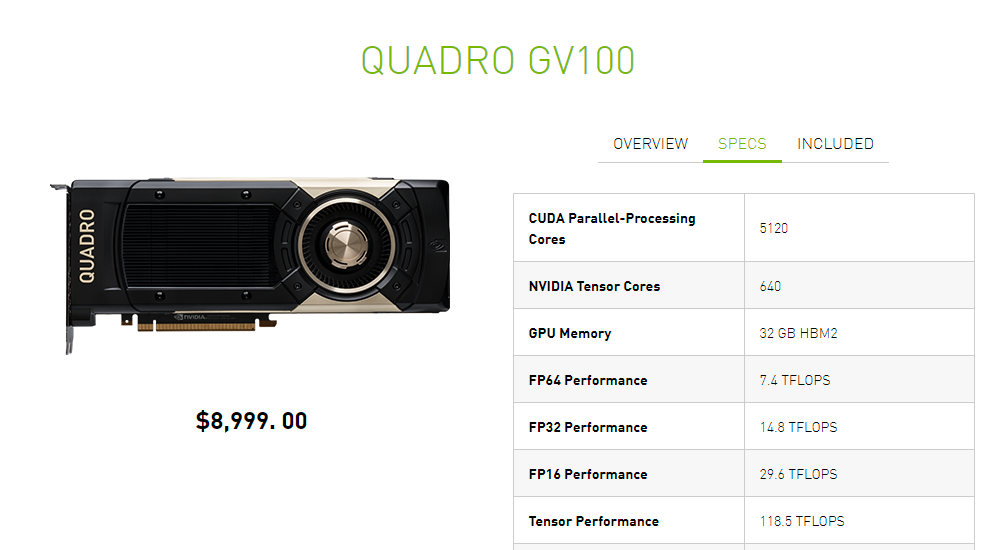 QUADRO GV100
OVERVIEW SPECS INCLUDED
QUADRO
NVIDIA.
$8,999. 00
CUDA Parallel-Processing
Cores
5120
NVIDIA Tensor Cores 640
GPU Memory 32 GB HBM2
FP64 Performance 7.4 TFLOPS
FP32 Performance 14.8 TFLOPS
FP16 Performance 29.6 TFLOPS
Tensor Performance 118.5 TFLOPS